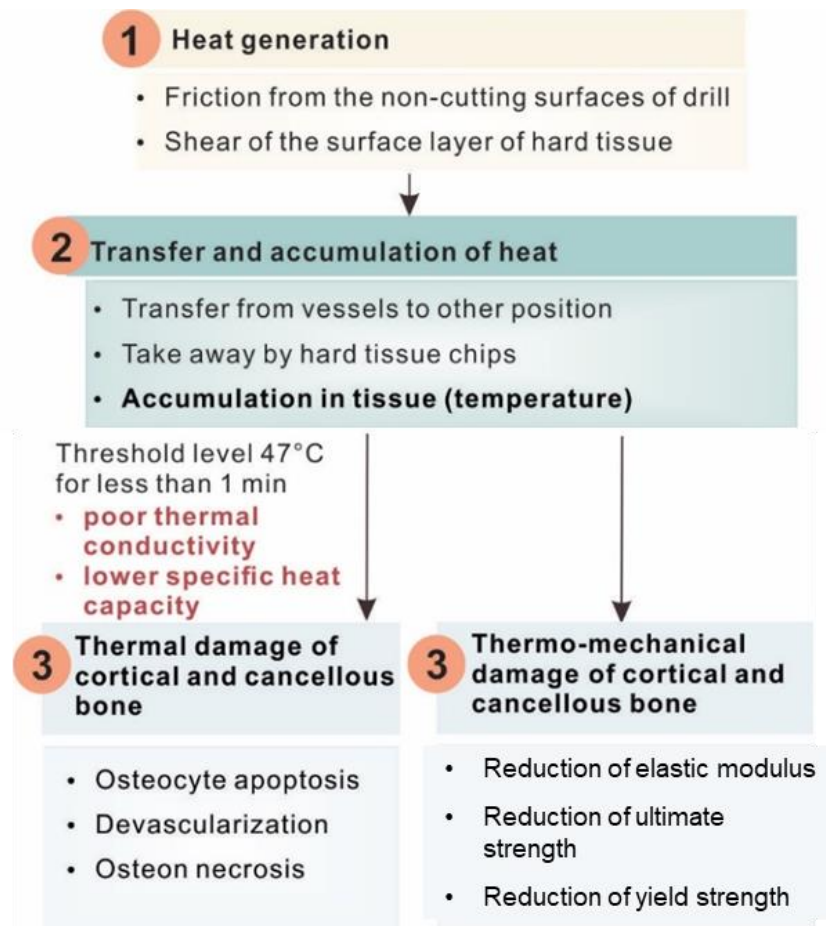 1 Heat generation
• Friction from the non-cutting surfaces of drill
• Shear of the surface layer of hard tissue
2 Transfer and accumulation of heat
• Transfer from vessels to other position
• Take away by hard tissue chips
• Accumulation in tissue (temperature)
Threshold level 47°C
for less than 1 min
• poor thermal
conductivity
• lower specific heat
capacity
3 Thermal damage of
cortical and cancellous
bone
• Osteocyte apoptosis
• Devascularization
• Osteon necrosis
3 Thermo-mechanical
damage of cortical and
cancellous bone
• Reduction of elastic modulus
• Reduction of ultimate
strength
• Reduction of yield strength